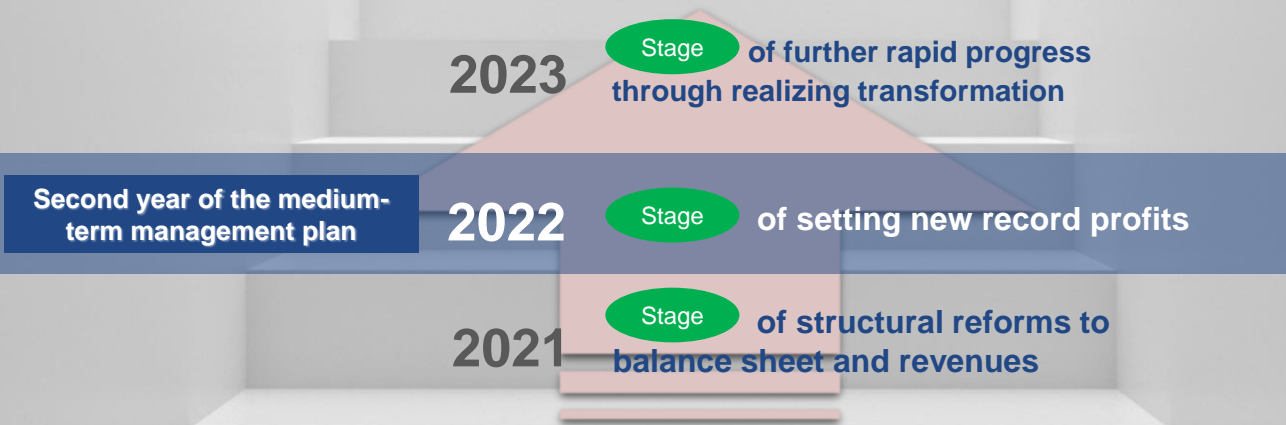 2023
Stage of further rapid progress
through realizing transformation
Second year of the medium-
term management plan
2022
Stage of setting new record profits
2021
Stage of structural reforms to
balance sheet and revenues